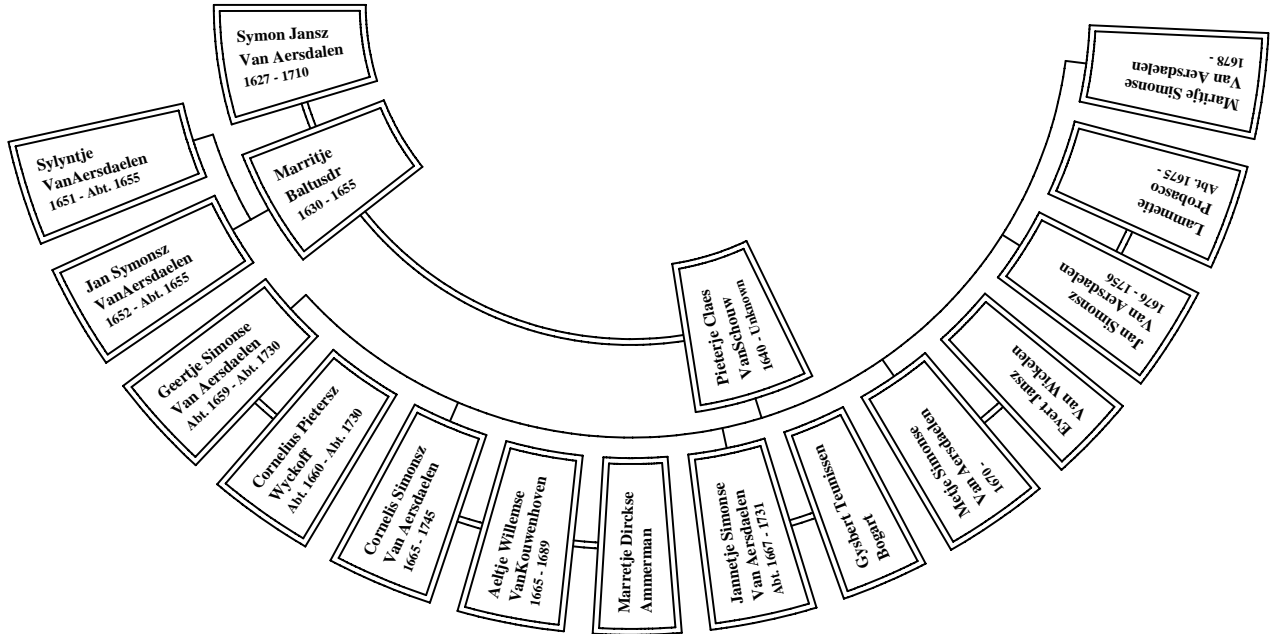 Symon Jansz
Van Aersdalen
1627 - 1710
Marritje
Baltusdr
1630 - 1655
Pieterje Claes
VanSchouw
1640 - Unknown
Sylyntje
VanAersdaelen
1651 - Abt. 1655
Jan Symonsz
VanAersdaelen
1652 - Abt. 1655
Geertje Simonse
Van Aersdaelen
Abt. 1659 - Abt. 1730
Cornelius Pietersz
Wyckoff
Abt. 1660 - Abt. 1730
Cornelis Simonsz
Van Aersdaelen
1665 - 1745
Aeltje Willemse
VanKouwenhoven
1665 - 1689
Marretje Dirckse
Ammerman
Jannetje Simonse
Van Aersdaelen
Abt. 1667 - 1731
Gysbert Teunissen
Bogart
Metje Simonse
Van Aersdaelen
1670 -
Evert Jansz
Van Wickelen
Jan Simonsz
Van Aersdaelen
1676 - 1756
Lammetie
Probasco
Abt. 1675 -
Maritje Simonse
Van Aersdaelen
1678 -